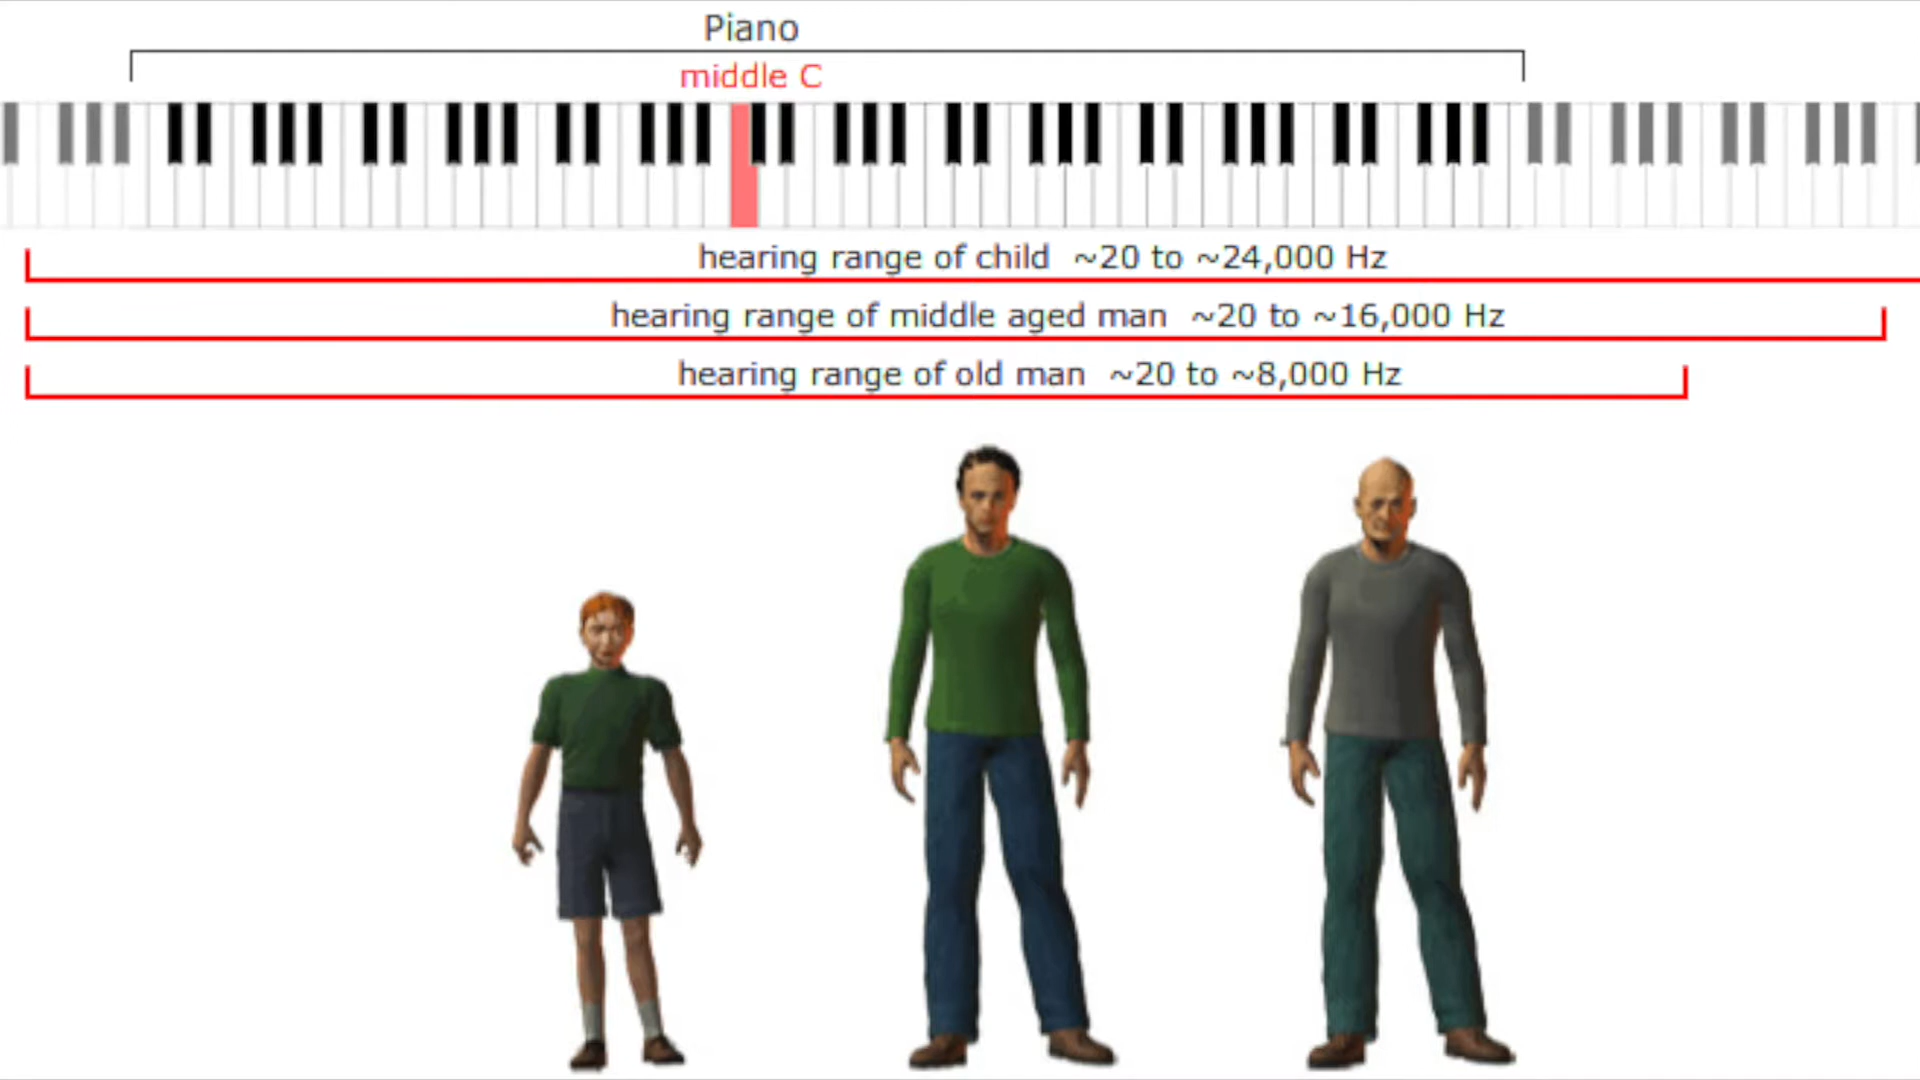 Piano
middle C
hearing range of child ~20 to ~24,000 Hz
hearing range of middle aged man ~20 to ~16,000 Hz
hearing range of old man ~20 to ~8,000 Hz